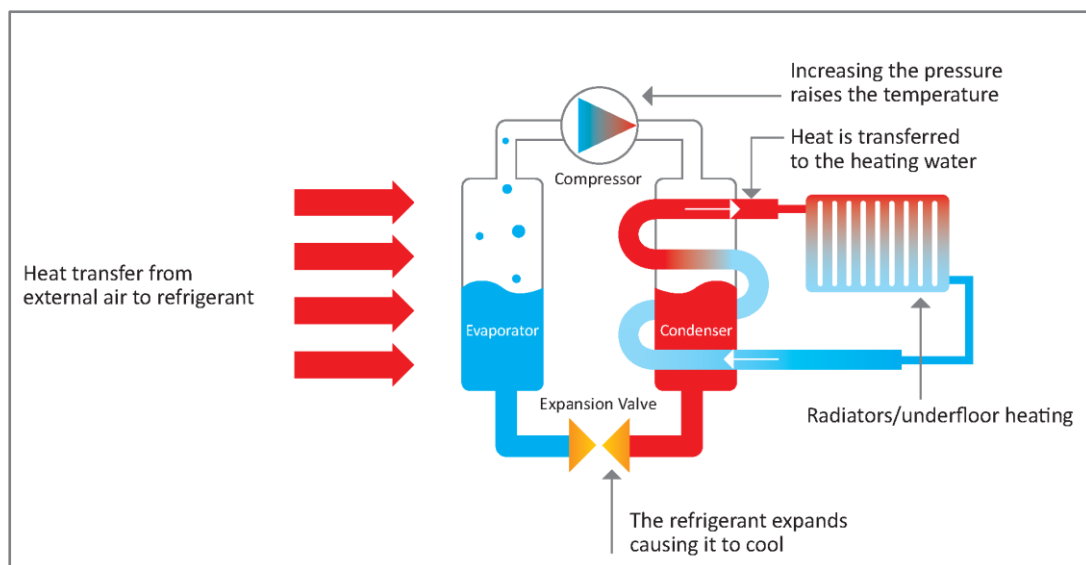 Increasing the pressure
raises the temperature
Heat is transferred
to the heating water
Compressor
Heat transfer from
external air to refrigerant
Evaporator
Condenser
Expansion Valve
Radiators/underfloor heating
The refrigerant expands
causing it to cool